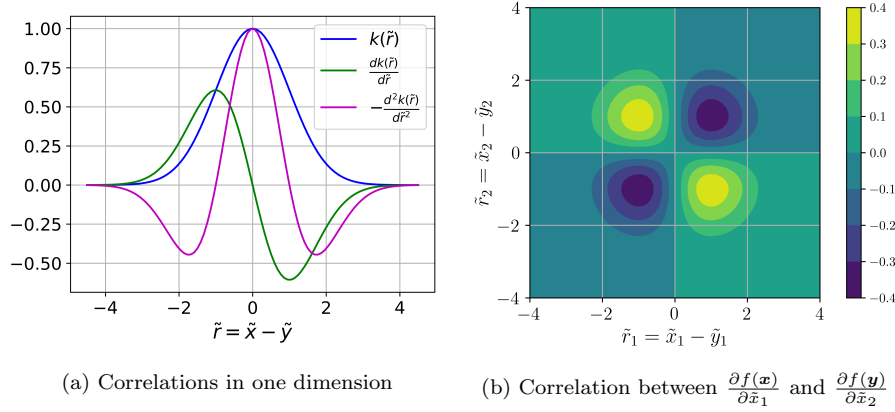 1.00
0.75
0.50
0.25
0.00
−0.25
−0.50
−4 −2 0 2 4
r̃ = x̃ − ỹ
k(r̃)
dk(r̃)/dr̃
−d²k(r̃)/dr̃²
4
2
0
−2
−4
r̃₂ = x̃₂ − ỹ₂
−4 −2 0 2 4
r̃₁ = x̃₁ − ỹ₁
0.4
0.3
0.2
0.1
0.0
−0.1
−0.2
−0.3
−0.4
(a) Correlations in one dimension
(b) Correlation between ∂f(𝒙)/∂x̃₁ and ∂f(𝒚)/∂x̃₂